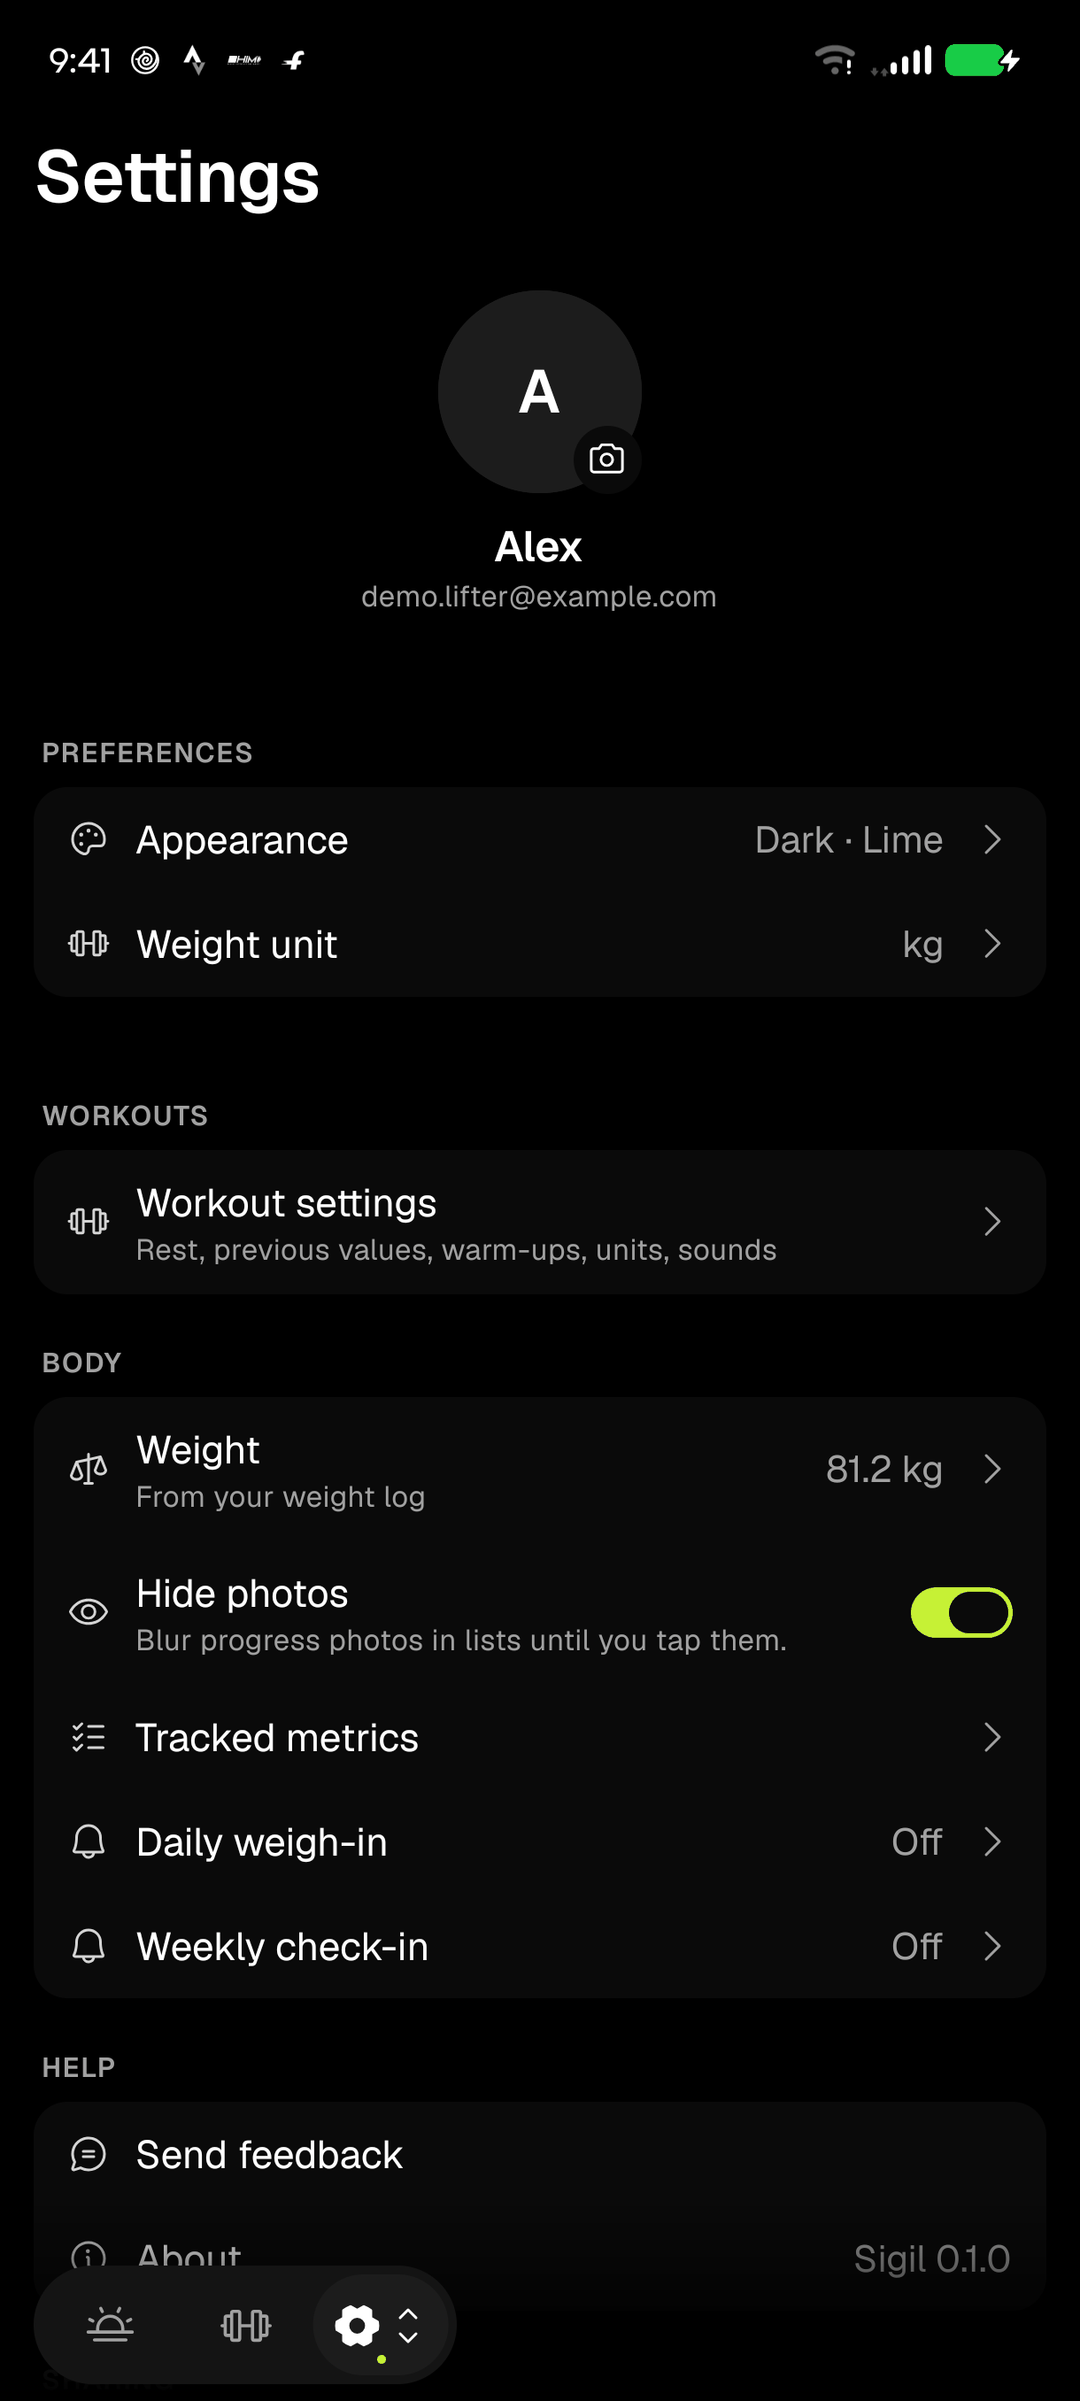 9:41
Settings
A
Alex
demo.lifter@example.com
PREFERENCES
Appearance
Dark · Lime
Weight unit
kg
WORKOUTS
Workout settings
Rest, previous values, warm-ups, units, sounds
BODY
Weight
From your weight log
81.2 kg
Hide photos
Blur progress photos in lists until you tap them.
Tracked metrics
Daily weigh-in
Off
Weekly check-in
Off
HELP
Send feedback
About
Sigil 0.1.0